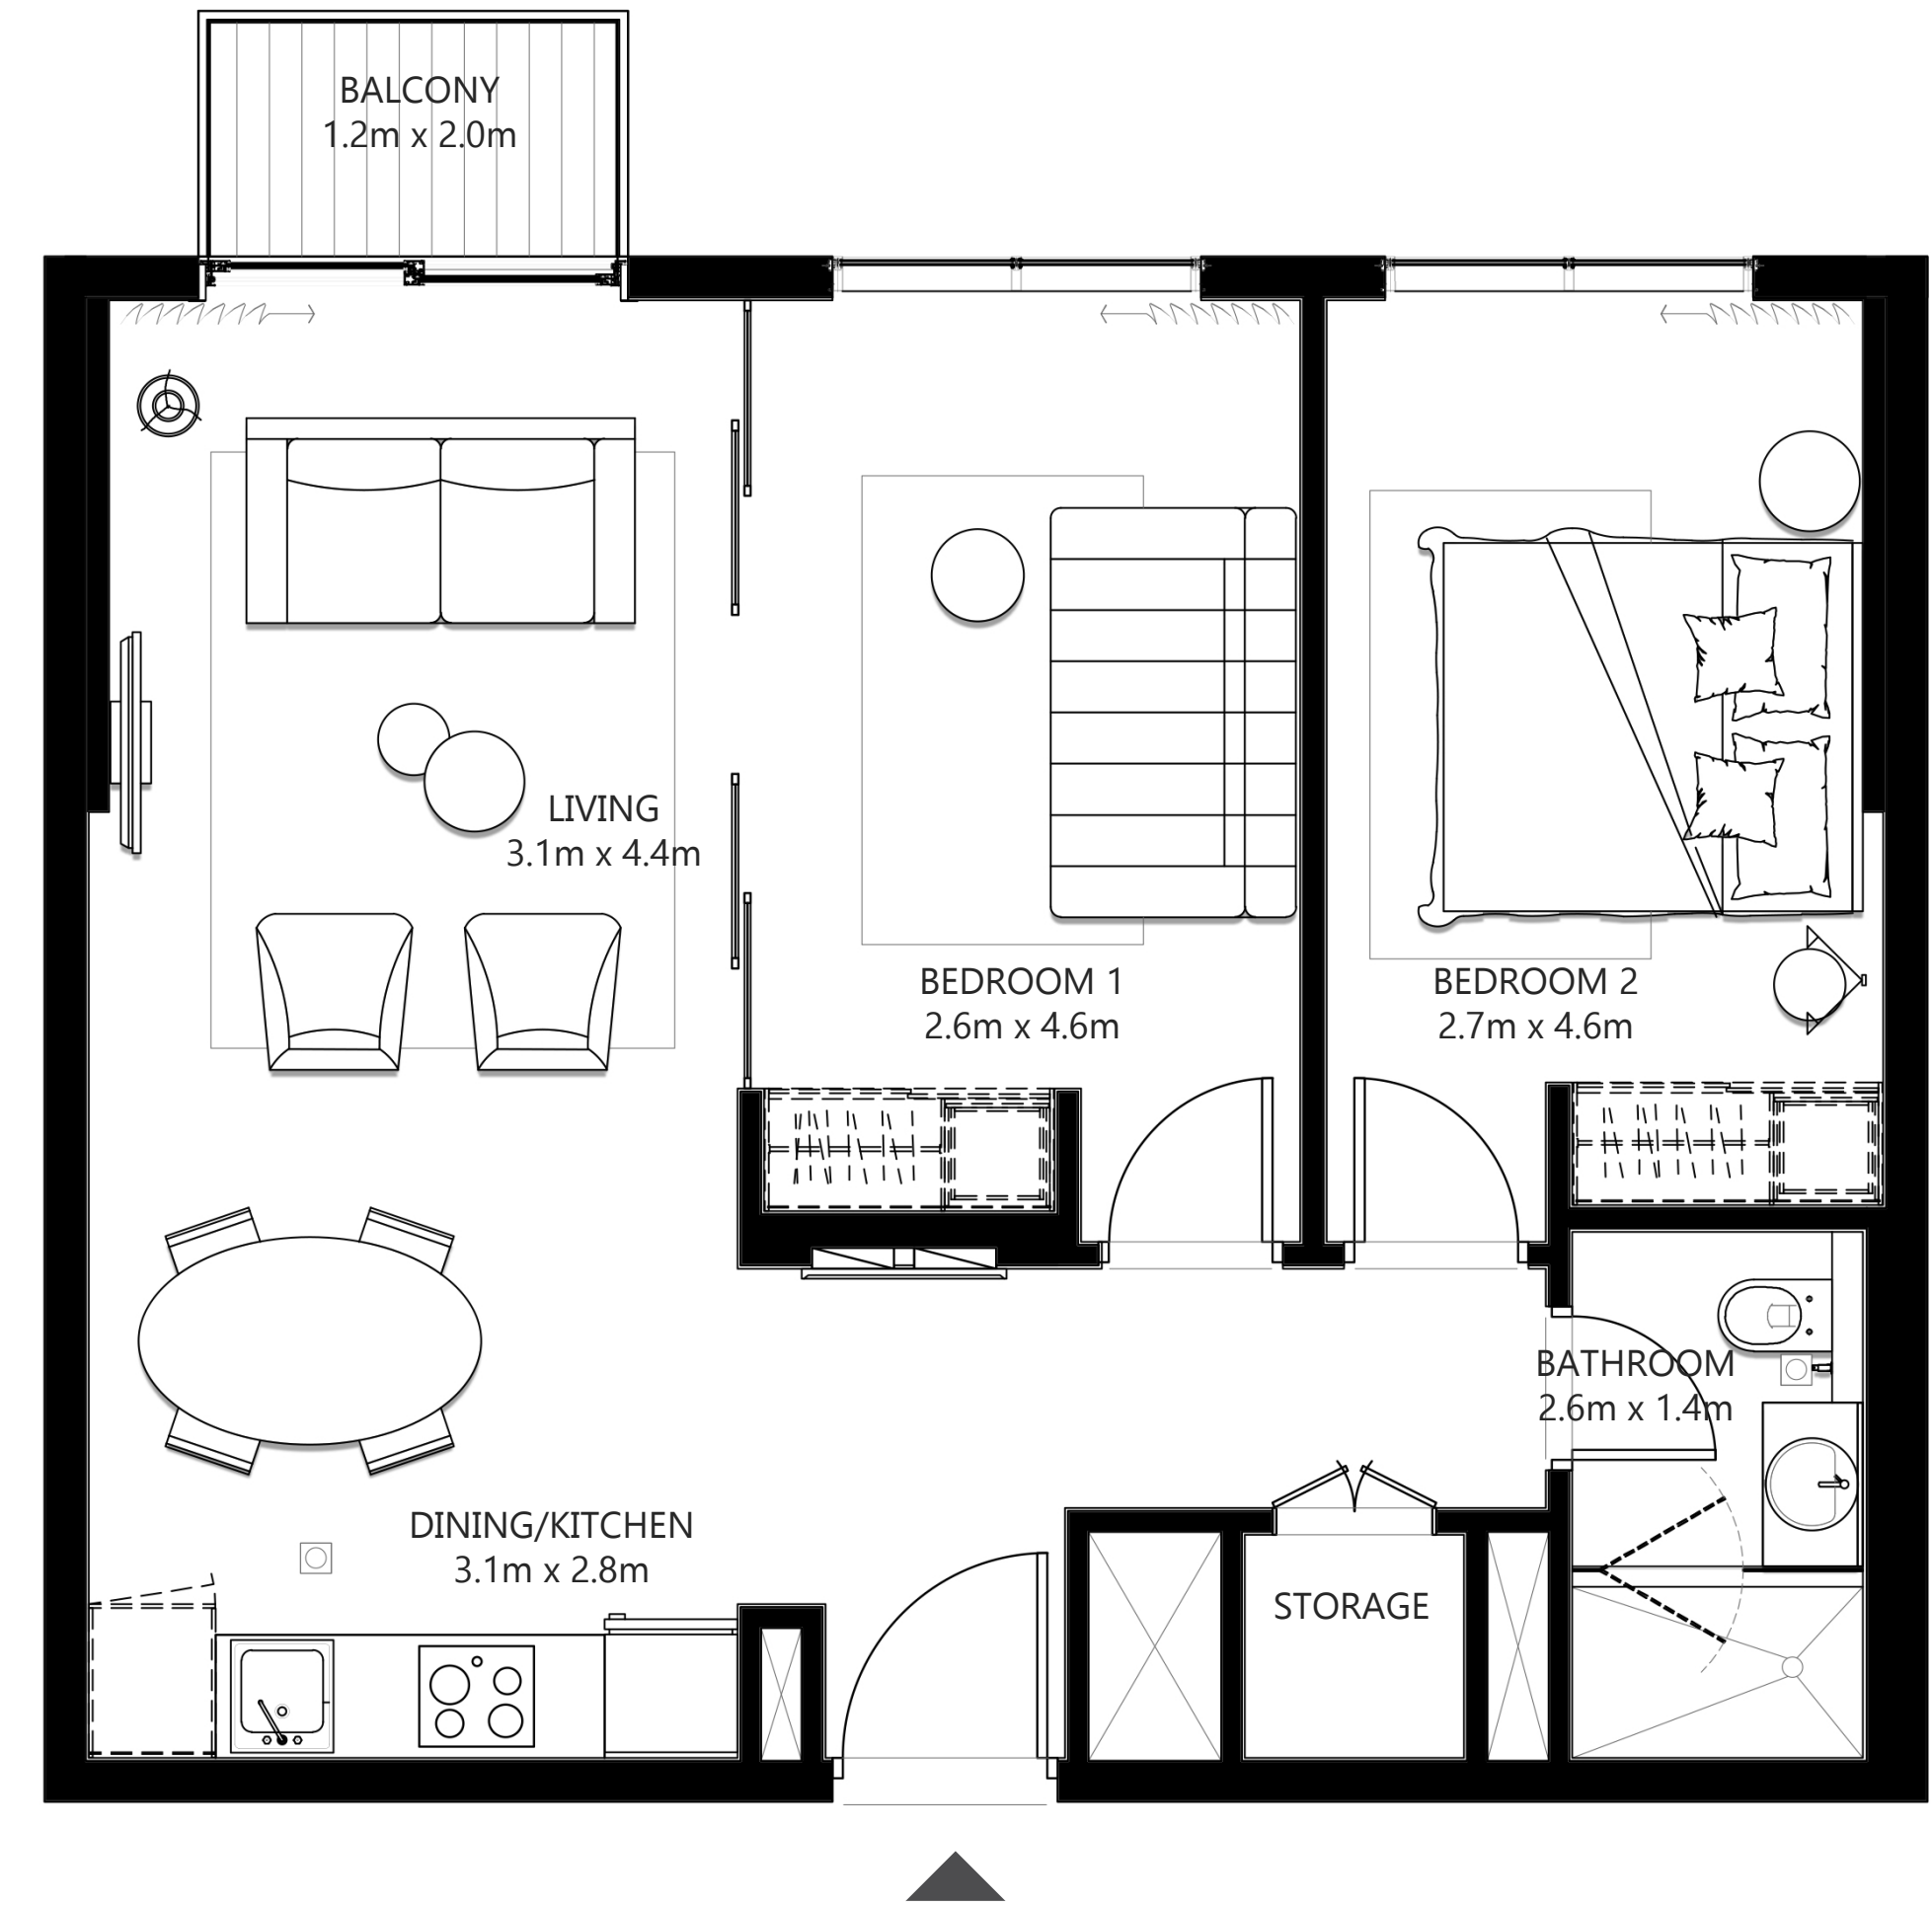 BALCONY
1.2m x 2.0m
LIVING
3.1m x 4.4m
BEDROOM 1
2.6m x 4.6m
BEDROOM 2
2.7m x 4.6m
BATHROOM
2.6m x 1.4m
DINING/KITCHEN
3.1m x 2.8m
STORAGE